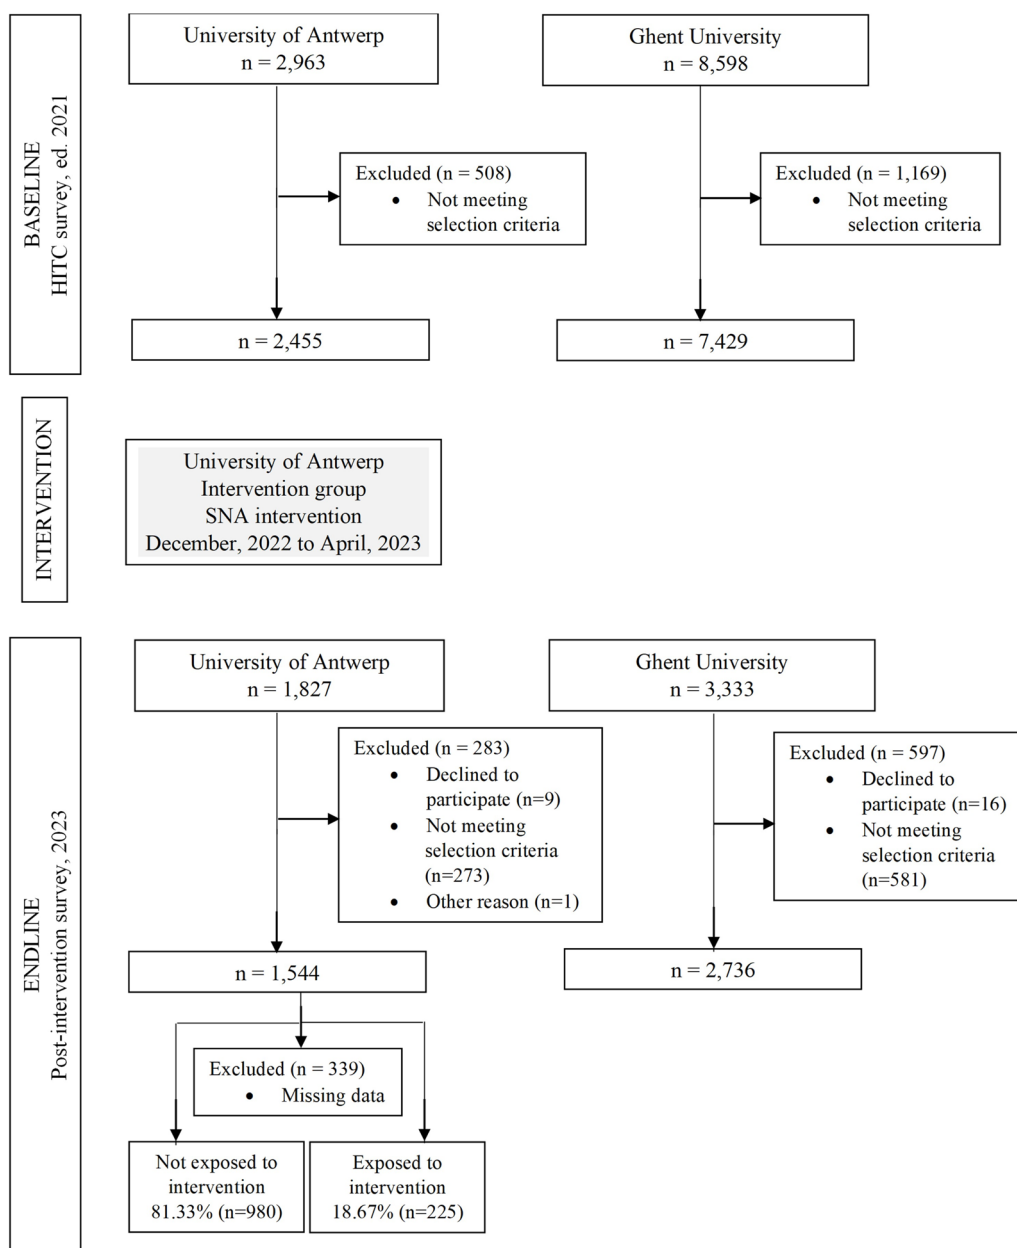 BASELINE
HITC survey, ed. 2021
University of Antwerp
n = 2,963
Ghent University
n = 8,598
Excluded (n = 508)
• Not meeting
selection criteria
Excluded (n = 1,169)
• Not meeting
selection criteria
n = 2,455
n = 7,429
INTERVENTION
University of Antwerp
Intervention group
SNA intervention
December, 2022 to April, 2023
ENDLINE
Post-intervention survey, 2023
University of Antwerp
n = 1,827
Ghent University
n = 3,333
Excluded (n = 283)
• Declined to
participate (n=9)
• Not meeting
selection criteria
(n=273)
• Other reason (n=1)
Excluded (n = 597)
• Declined to
participate (n=16)
• Not meeting
selection criteria
(n=581)
n = 1,544
n = 2,736
Excluded (n = 339)
• Missing data
Not exposed to
intervention
81.33% (n=980)
Exposed to
intervention
18.67% (n=225)